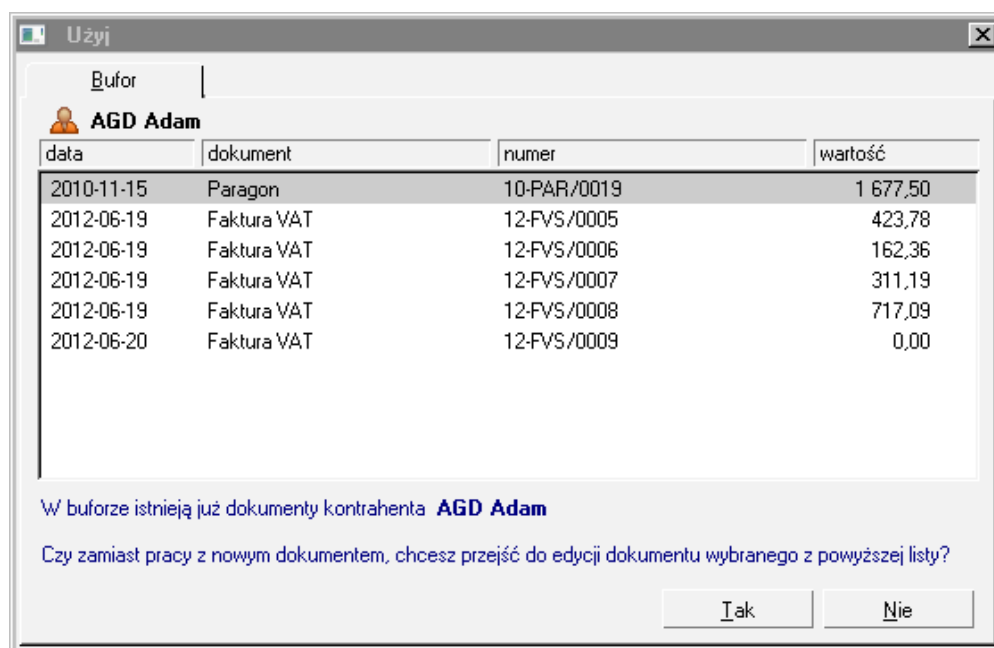 Użyj
Bufor
AGD Adam
data dokument numer wartość
2010-11-15 Paragon 10-PAR/0019 1 677,50
2012-06-19 Faktura VAT 12-FVS/0005 423,78
2012-06-19 Faktura VAT 12-FVS/0006 162,36
2012-06-19 Faktura VAT 12-FVS/0007 311,19
2012-06-19 Faktura VAT 12-FVS/0008 717,09
2012-06-20 Faktura VAT 12-FVS/0009 0,00
W buforze istnieją już dokumenty kontrahenta AGD Adam
Czy zamiast pracy z nowym dokumentem, chcesz przejść do edycji dokumentu wybranego z powyższej listy?
Tak Nie